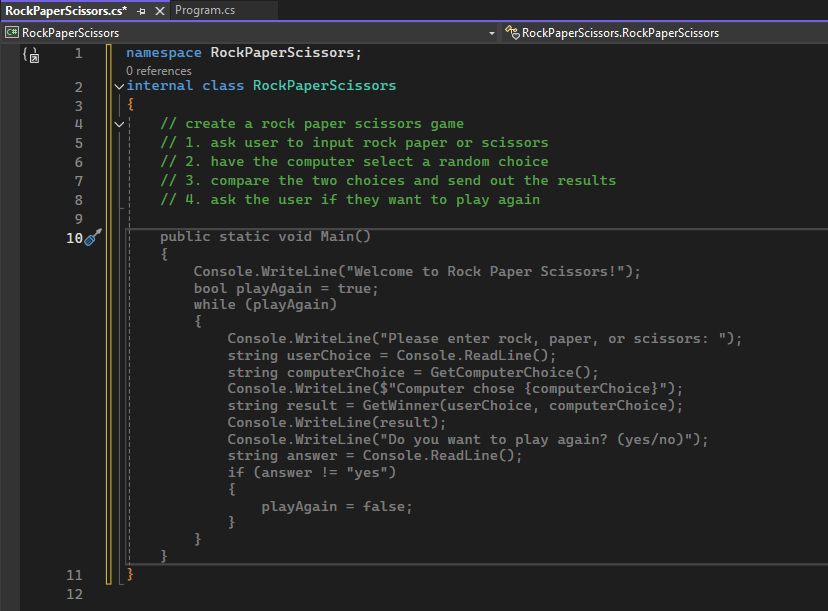 RockPaperScissors.cs* Program.cs
C# RockPaperScissors RockPaperScissors.RockPaperScissors
1 namespace RockPaperScissors;
0 references
2 internal class RockPaperScissors
3 {
4 // create a rock paper scissors game
5 // 1. ask user to input rock paper or scissors
6 // 2. have the computer select a random choice
7 // 3. compare the two choices and send out the results
8 // 4. ask the user if they want to play again
9
10 public static void Main()
{
Console.WriteLine("Welcome to Rock Paper Scissors!");
bool playAgain = true;
while (playAgain)
{
Console.WriteLine("Please enter rock, paper, or scissors: ");
string userChoice = Console.ReadLine();
string computerChoice = GetComputerChoice();
Console.WriteLine($"Computer chose {computerChoice}");
string result = GetWinner(userChoice, computerChoice);
Console.WriteLine(result);
Console.WriteLine("Do you want to play again? (yes/no)");
string answer = Console.ReadLine();
if (answer != "yes")
{
playAgain = false;
}
}
}
11 }
12